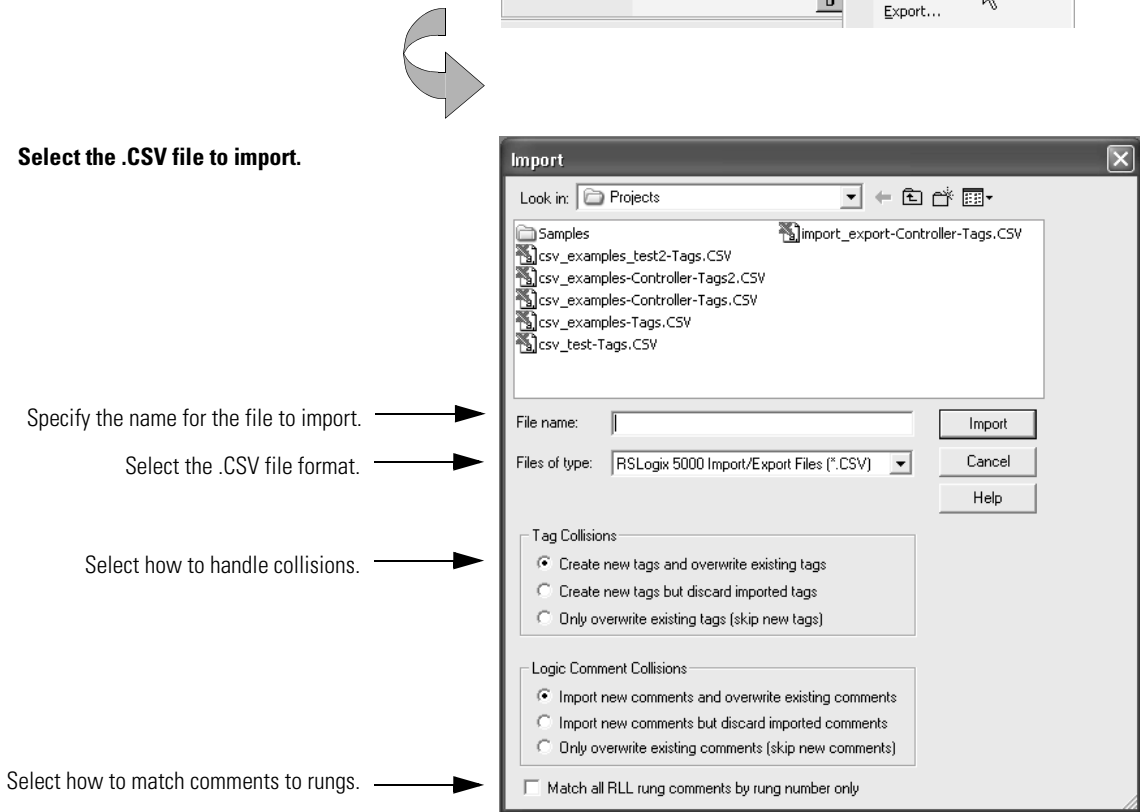 Export...
Select the .CSV file to import.
Import
Look in: Projects
Samples
import_export-Controller-Tags.CSV
csv_examples_test2-Tags.CSV
csv_examples-Controller-Tags2.CSV
csv_examples-Controller-Tags.CSV
csv_examples-Tags.CSV
csv_test-Tags.CSV
Specify the name for the file to import.
File name:
Import
Select the .CSV file format.
Files of type: RSLogix 5000 Import/Export Files (*.CSV)
Cancel
Help
Tag Collisions
Select how to handle collisions.
Create new tags and overwrite existing tags
Create new tags but discard imported tags
Only overwrite existing tags (skip new tags)
Logic Comment Collisions
Import new comments and overwrite existing comments
Import new comments but discard imported comments
Only overwrite existing comments (skip new comments)
Select how to match comments to rungs.
Match all RLL rung comments by rung number only